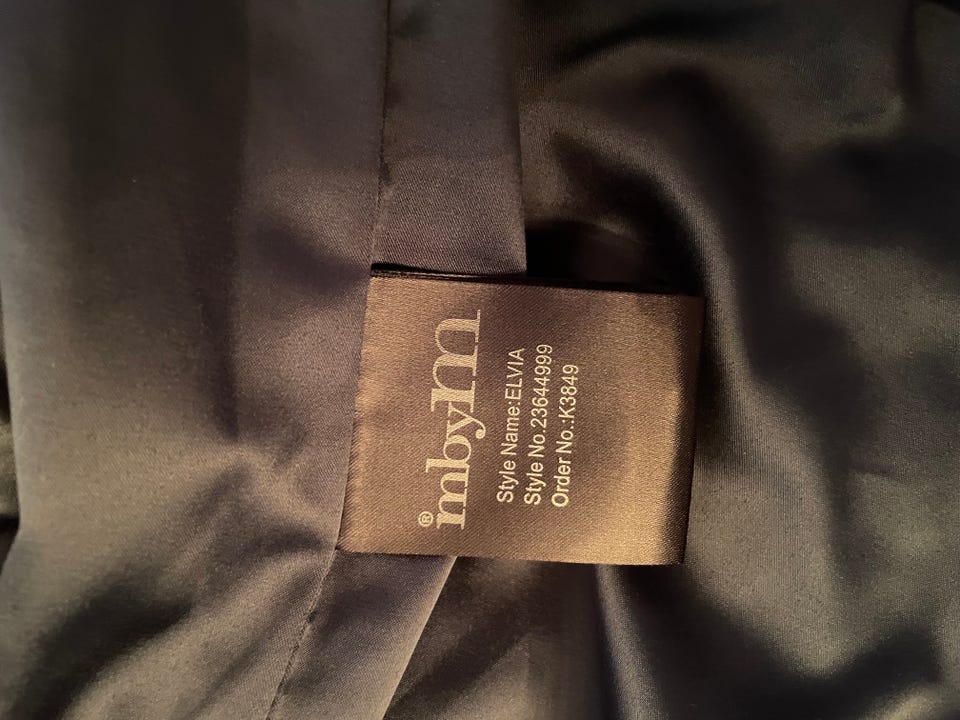 mbyM®
Style Name:ELVIA
Style No.23644999
Order No.:K3849